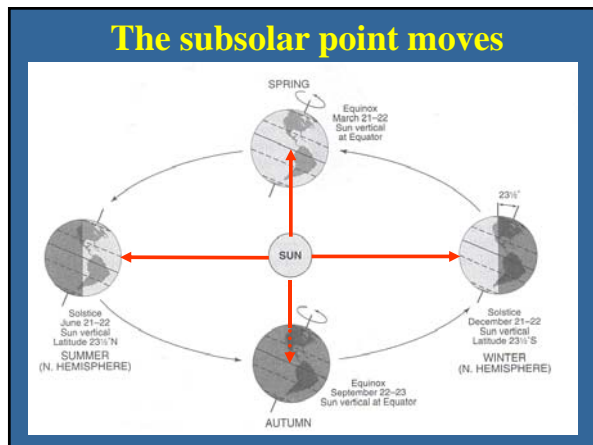 The subsolar point moves
SPRING
Equinox
March 21–22
Sun vertical
at Equator
23½°
SUN
Solstice
June 21–22
Sun vertical
Latitude 23½°N
SUMMER
(N. HEMISPHERE)
Solstice
December 21–22
Sun vertical
Latitude 23½°S
WINTER
(N. HEMISPHERE)
Equinox
September 22–23
Sun vertical at Equator
AUTUMN